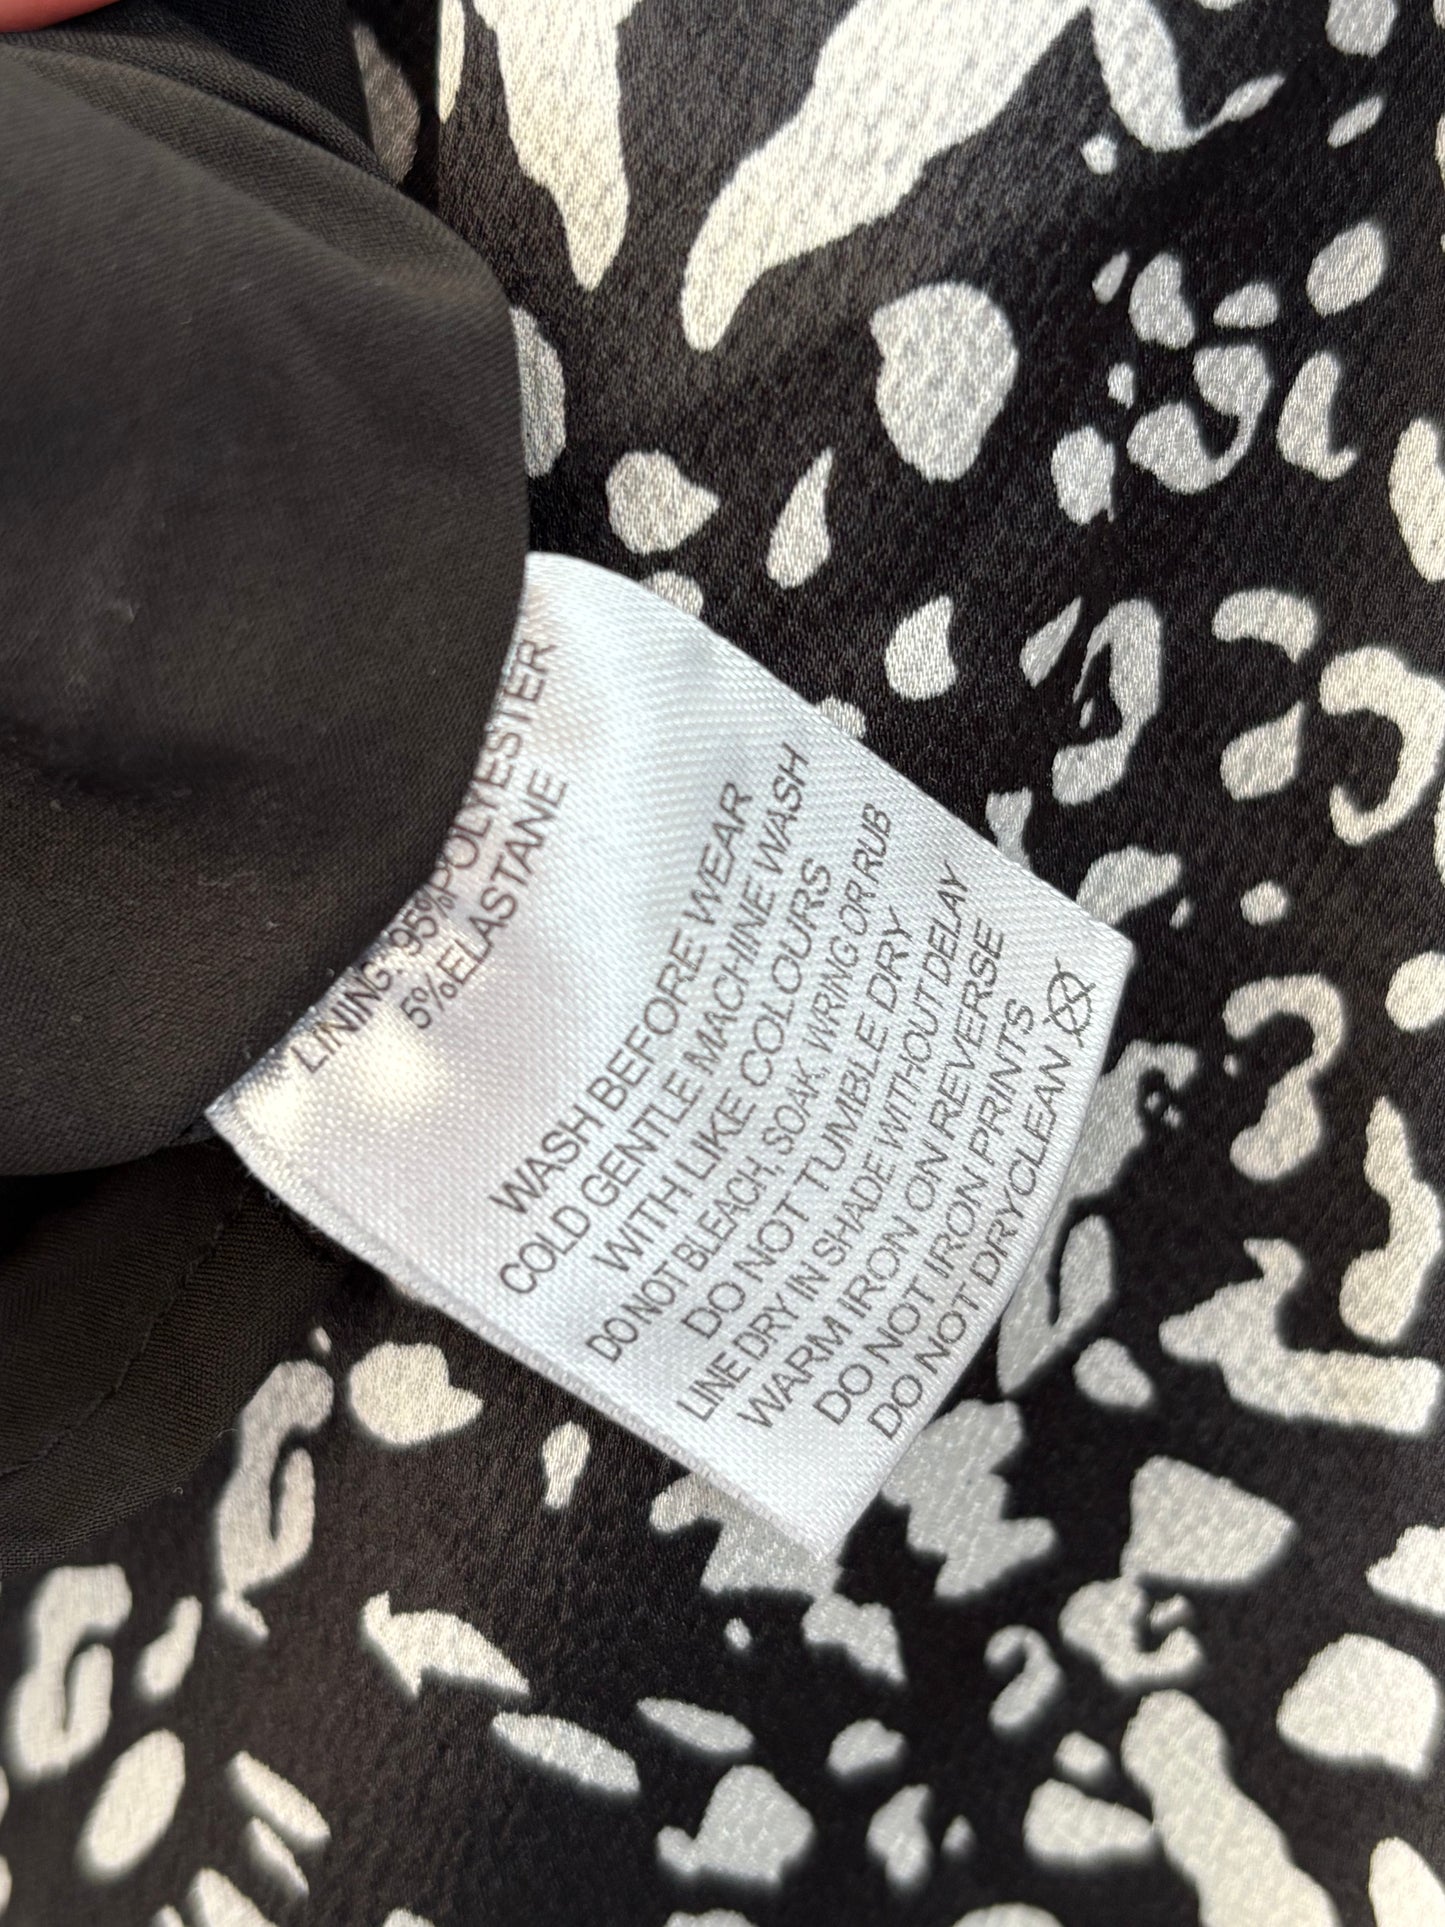 LINING: 95%POLYESTER
5%ELASTANE
WASH BEFORE WEAR
COLD GENTLE MACHINE WASH
WITH LIKE COLOURS
DO NOT BLEACH, SOAK, WRING OR RUB
DO NOT TUMBLE DRY
LINE DRY IN SHADE WITHOUT DELAY
WARM IRON ON REVERSE
DO NOT IRON PRINTS
DO NOT DRYCLEAN